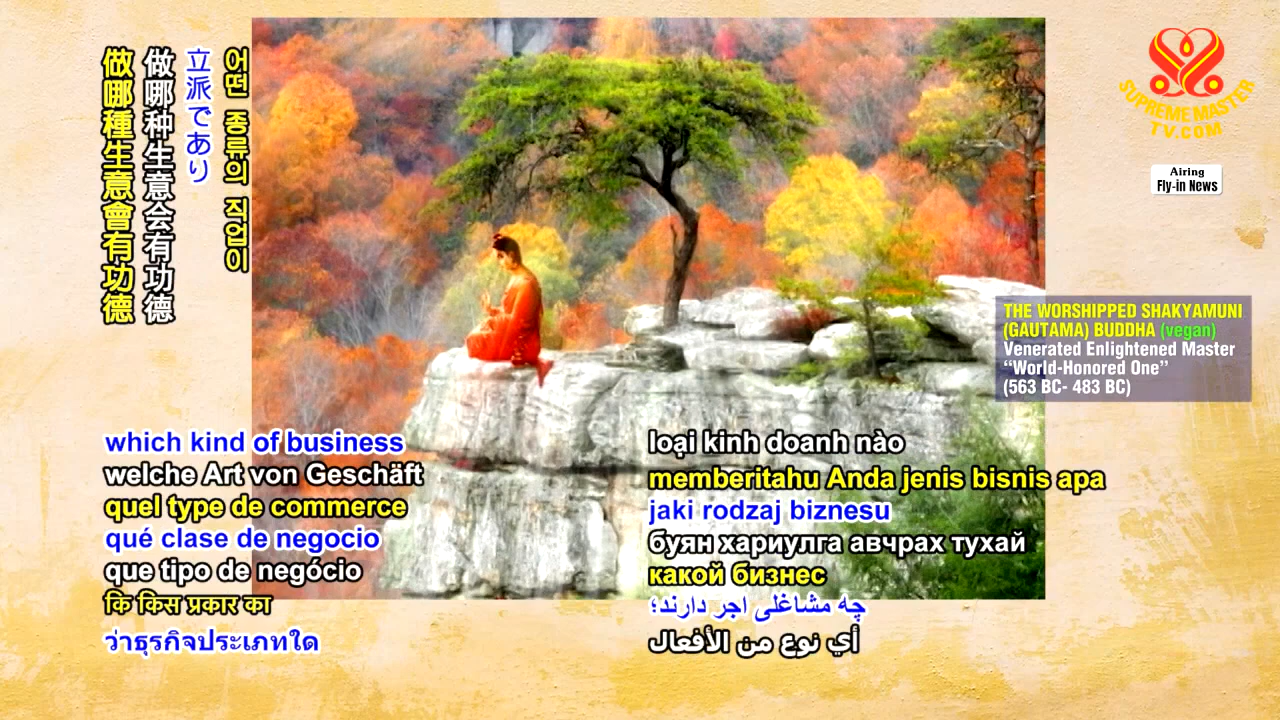 做哪種生意會有功德
做哪种生意会有功德
立派であり
어떤 종류의 직업이
SUPREME MASTER
TV.COM
Airing
Fly-in News
THE WORSHIPPED SHAKYAMUNI
(GAUTAMA) BUDDHA (vegan)
Venerated Enlightened Master
“World-Honored One”
(563 BC- 483 BC)
which kind of business
welche Art von Geschäft
quel type de commerce
qué clase de negocio
que tipo de negócio
कि किस प्रकार का
ว่าธุรกิจประเภทใด
loại kinh doanh nào
memberitahu Anda jenis bisnis apa
jaki rodzaj biznesu
буян хариулга авчрах тухай
какой бизнес
چه مشاغلی اجر دارند؛
أي نوع من الأفعال